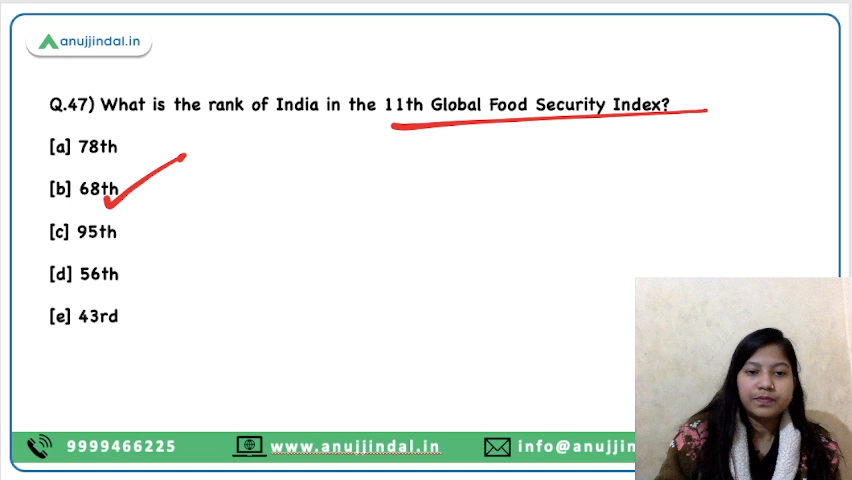 anujjindal.in
Q.47) What is the rank of India in the 11th Global Food Security Index?
[a] 78th
[b] 68th
[c] 95th
[d] 56th
[e] 43rd
9999466225 www.anujjindal.in info@anujjin